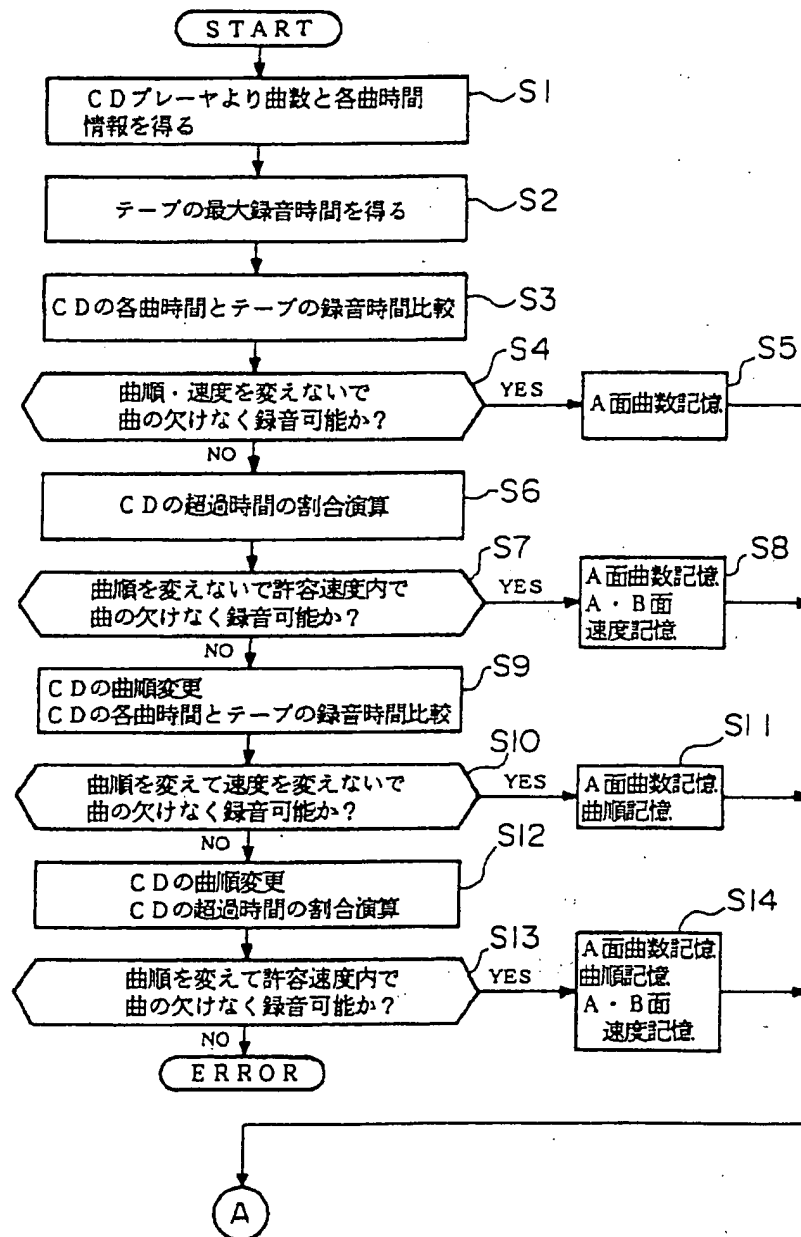 START
CDプレーヤより曲数と各曲時間
情報を得る
S1
テープの最大録音時間を得る
S2
CDの各曲時間とテープの録音時間比較
S3
曲順・速度を変えないで
曲の欠けなく録音可能か？
S4
YES
A面曲数記憶
S5
NO
CDの超過時間の割合演算
S6
曲順を変えないで許容速度内で
曲の欠けなく録音可能か？
S7
YES
A面曲数記憶
A・B面
速度記憶
S8
NO
CDの曲順変更
CDの各曲時間とテープの録音時間比較
S9
曲順を変えて速度を変えないで
曲の欠けなく録音可能か？
S10
YES
A面曲数記憶
曲順記憶
S11
NO
CDの曲順変更
CDの超過時間の割合演算
S12
曲順を変えて許容速度内で
曲の欠けなく録音可能か？
S13
YES
A面曲数記憶
曲順記憶
A・B面
速度記憶
S14
NO
ERROR
A